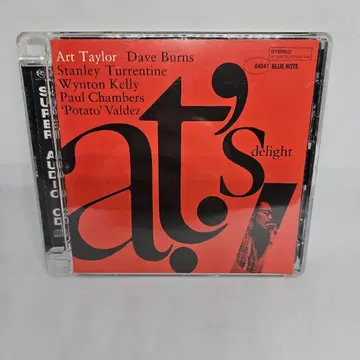 Art Taylor Dave Burns
Stanley Turrentine
Wynton Kelly
Paul Chambers
'Potato' Valdez
STEREO
84047 BLUE NOTE
a.t.'s
delight
SUPER AUDIO CD